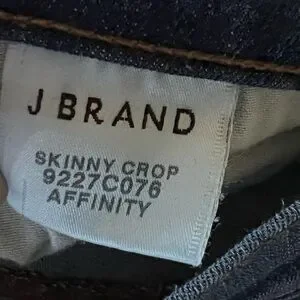 J BRAND
SKINNY CROP
9227C076
AFFINITY